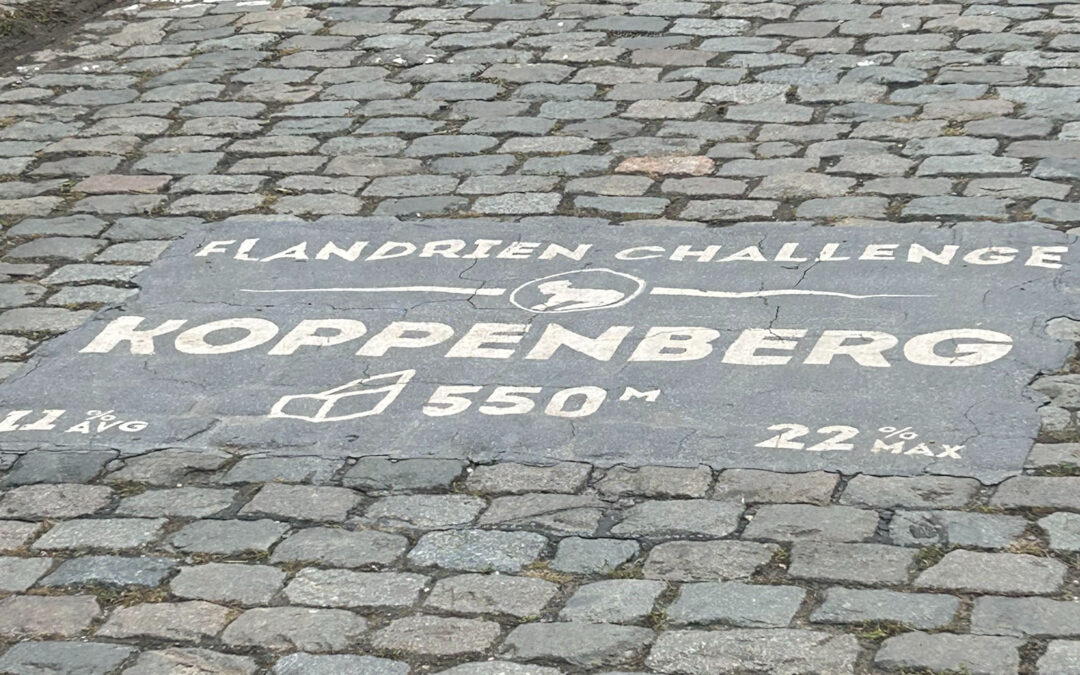 FLANDRIEN CHALLENGE
KOPPENBERG
550 M
11 % AVG
22 % MAX